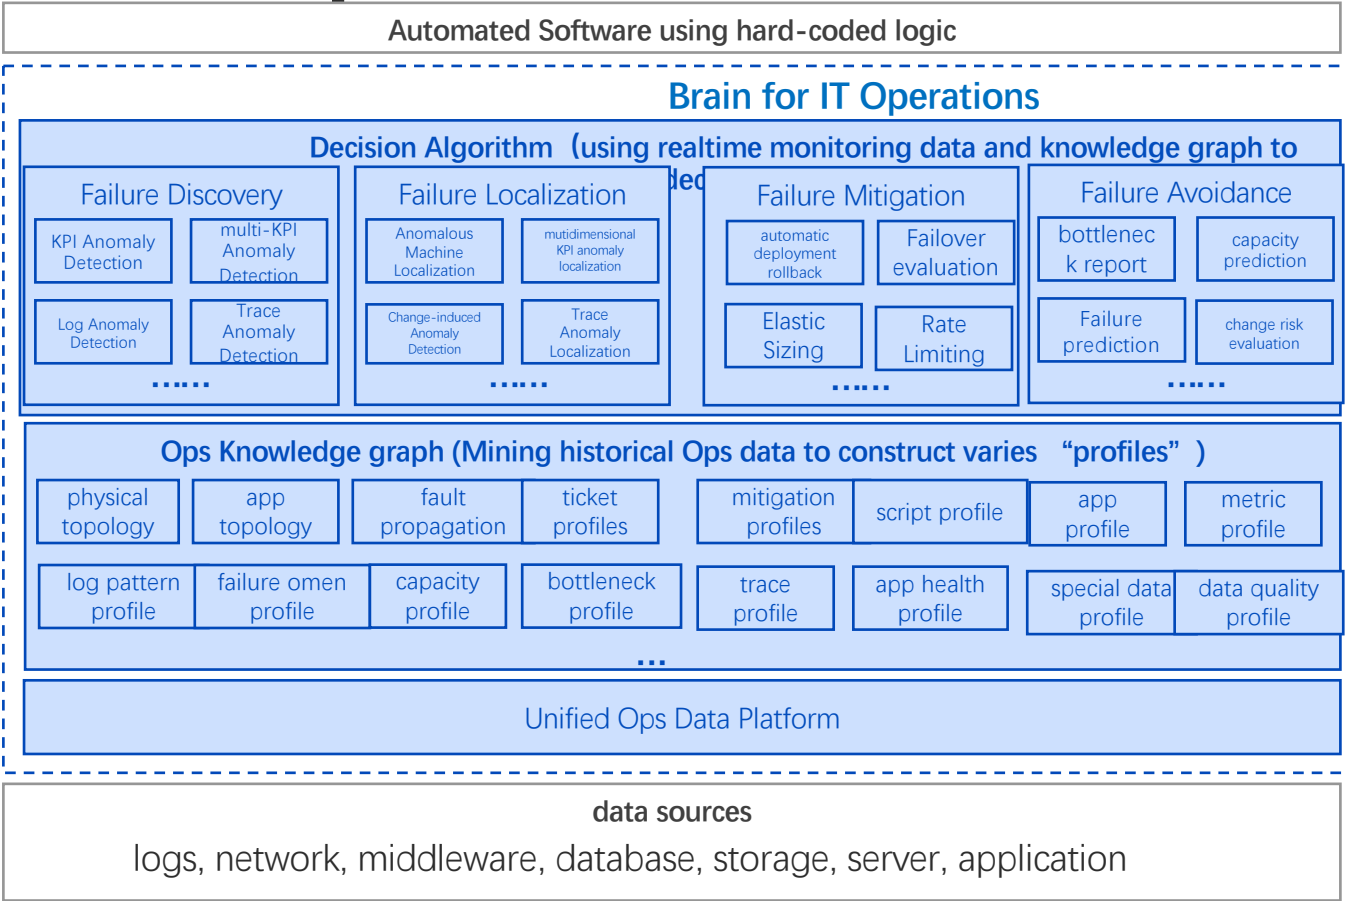 Automated Software using hard-coded logic
Brain for IT Operations
Decision Algorithm (using realtime monitoring data and knowledge graph to
Failure Discovery
KPI Anomaly
Detection
multi-KPI
Anomaly
Detection
Log Anomaly
Detection
Trace
Anomaly
Detection
......
Failure Localization
Anomalous
Machine
Localization
mutidimensional
KPI anomaly
localization
Change-induced
Anomaly
Detection
Trace
Anomaly
Localization
......
Failure Mitigation
automatic
deployment
rollback
Failover
evaluation
Elastic
Sizing
Rate
Limiting
......
Failure Avoidance
bottlenec
k report
capacity
prediction
Failure
prediction
change risk
evaluation
......
Ops Knowledge graph (Mining historical Ops data to construct varies “profiles” )
physical
topology
app
topology
fault
propagation
ticket
profiles
mitigation
profiles
script profile
app
profile
metric
profile
log pattern
profile
failure omen
profile
capacity
profile
bottleneck
profile
trace
profile
app health
profile
special data
profile
data quality
profile
...
Unified Ops Data Platform
data sources
logs, network, middleware, database, storage, server, application